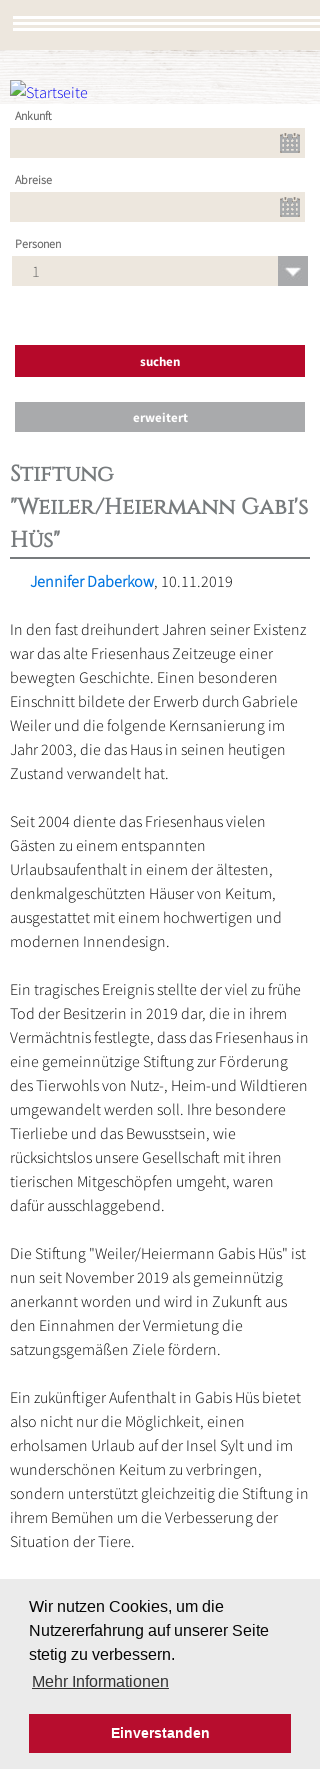 Startseite
Ankunft
Abreise
Personen
1
suchen
erweitert
Stiftung
"Weiler/Heiermann Gabi's
Hüs"
Jennifer Daberkow, 10.11.2019
In den fast dreihundert Jahren seiner Existenz
war das alte Friesenhaus Zeitzeuge einer
bewegten Geschichte. Einen besonderen
Einschnitt bildete der Erwerb durch Gabriele
Weiler und die folgende Kernsanierung im
Jahr 2003, die das Haus in seinen heutigen
Zustand verwandelt hat.
Seit 2004 diente das Friesenhaus vielen
Gästen zu einem entspannten
Urlaubsaufenthalt in einem der ältesten,
denkmalgeschützten Häuser von Keitum,
ausgestattet mit einem hochwertigen und
modernen Innendesign.
Ein tragisches Ereignis stellte der viel zu frühe
Tod der Besitzerin in 2019 dar, die in ihrem
Vermächtnis festlegte, dass das Friesenhaus in
eine gemeinnützige Stiftung zur Förderung
des Tierwohls von Nutz-, Heim-und Wildtieren
umgewandelt werden soll. Ihre besondere
Tierliebe und das Bewusstsein, wie
rücksichtslos unsere Gesellschaft mit ihren
tierischen Mitgeschöpfen umgeht, waren
dafür ausschlaggebend.
Die Stiftung "Weiler/Heiermann Gabis Hüs" ist
nun seit November 2019 als gemeinnützig
anerkannt worden und wird in Zukunft aus
den Einnahmen der Vermietung die
satzungsgemäßen Ziele fördern.
Ein zukünftiger Aufenthalt in Gabis Hüs bietet
also nicht nur die Möglichkeit, einen
erholsamen Urlaub auf der Insel Sylt und im
wunderschönen Keitum zu verbringen,
sondern unterstützt gleichzeitig die Stiftung in
ihrem Bemühen um die Verbesserung der
Situation der Tiere.
Wir nutzen Cookies, um die
Nutzererfahrung auf unserer Seite
stetig zu verbessern.
Mehr Informationen
Einverstanden